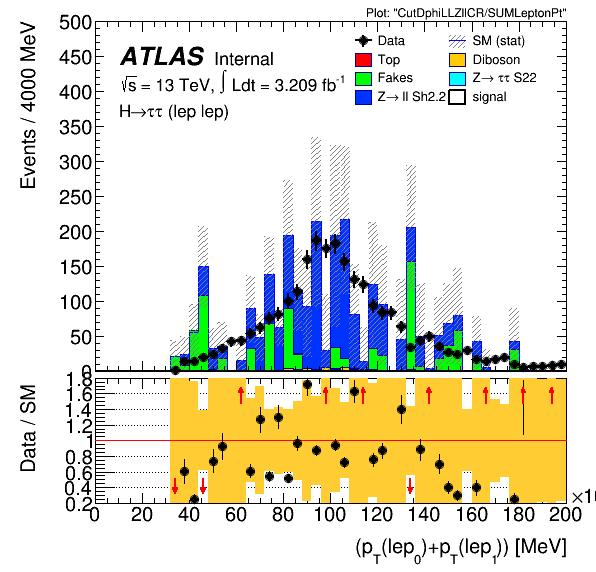 Plot: "CutDphiLLZllCR/SUMLeptonPt"
Events / 4000 MeV
500
450
400
350
300
250
200
150
100
50
0
ATLAS Internal
√s = 13 TeV, ∫ Ldt = 3.209 fb⁻¹
H→ττ (lep lep)
Data
Top
Fakes
Z→ ll Sh2.2
SM (stat)
Diboson
Z→ ττ S22
signal
Data / SM
1.8
1.6
1.4
1.2
1
0.8
0.6
0.4
0.2
0 20 40 60 80 100 120 140 160 180 200
×1
(p_T(lep_0)+p_T(lep_1)) [MeV]